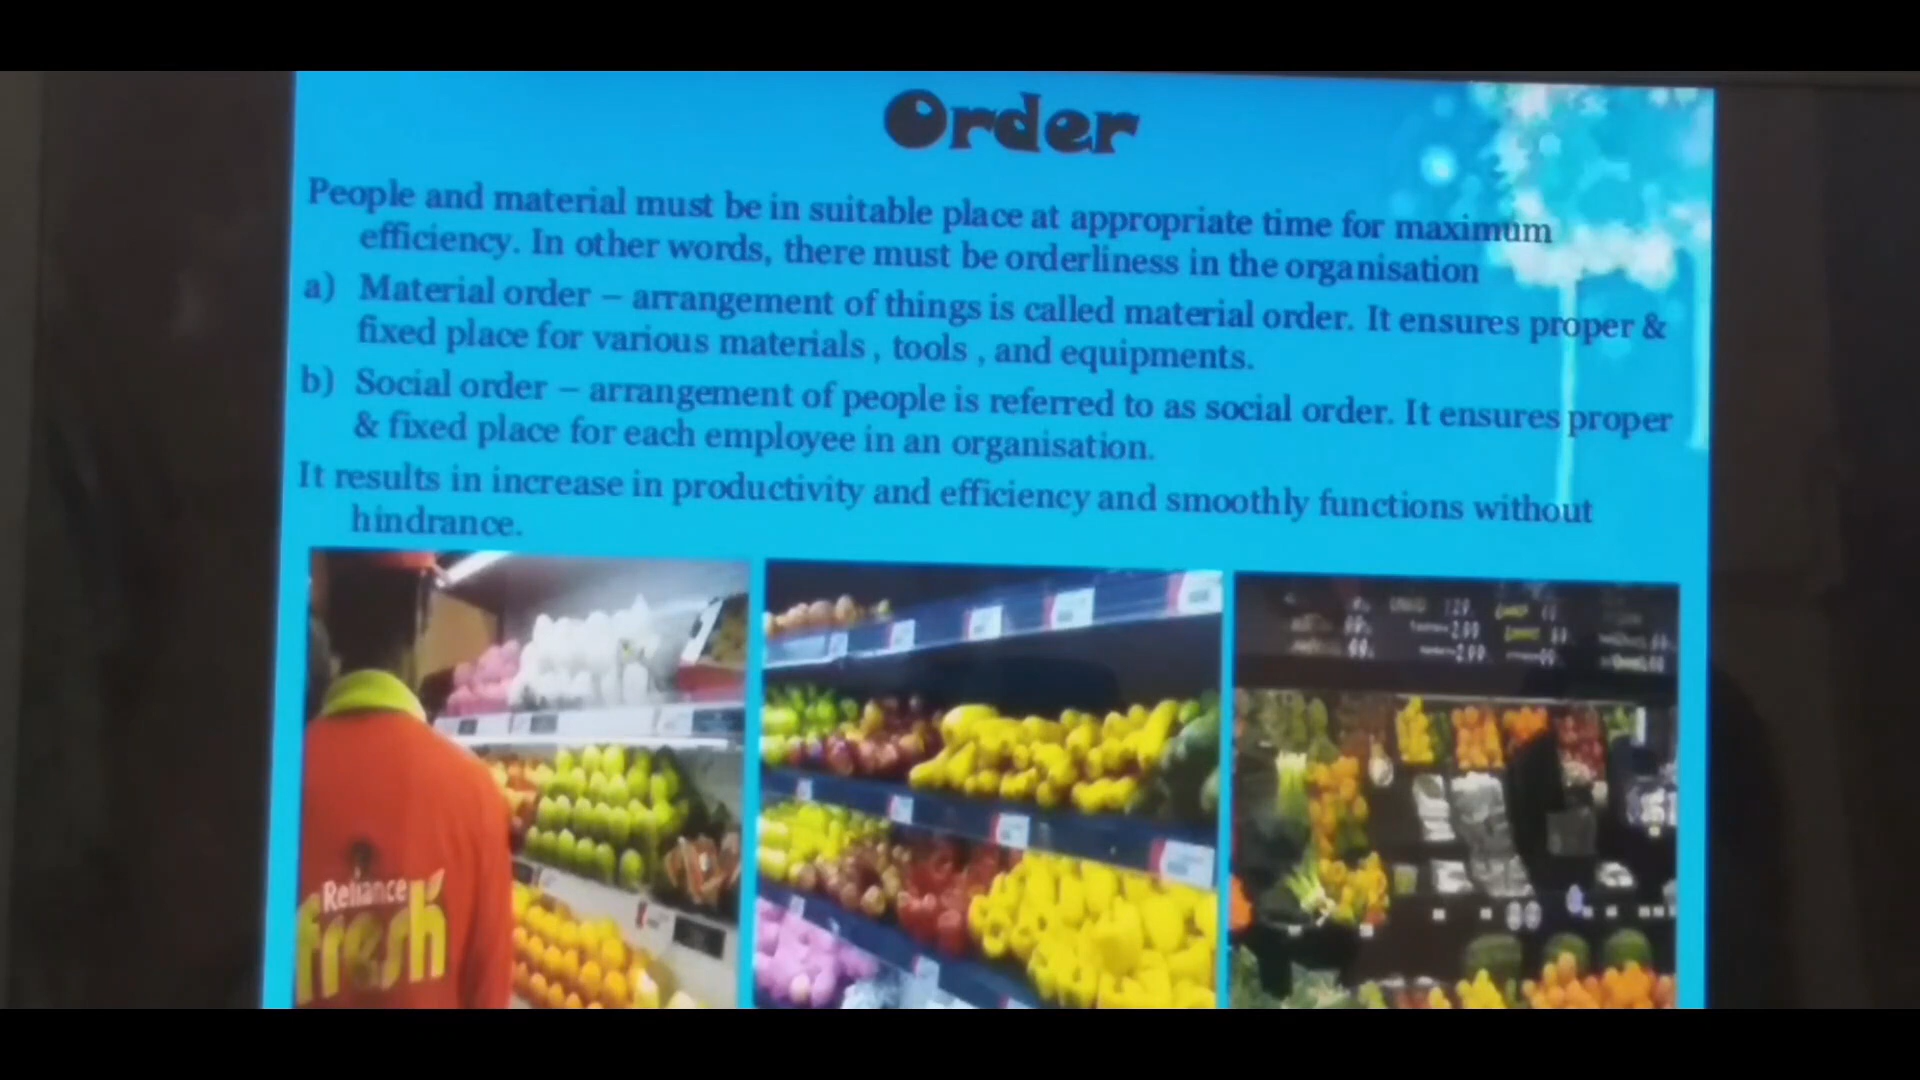 Order
People and material must be in suitable place at appropriate time for maximum
efficiency. In other words, there must be orderliness in the organisation
a) Material order – arrangement of things is called material order. It ensures proper &
fixed place for various materials , tools , and equipments.
b) Social order – arrangement of people is referred to as social order. It ensures proper
& fixed place for each employee in an organisation.
It results in increase in productivity and efficiency and smoothly functions without
hindrance.
Reliance
fresh